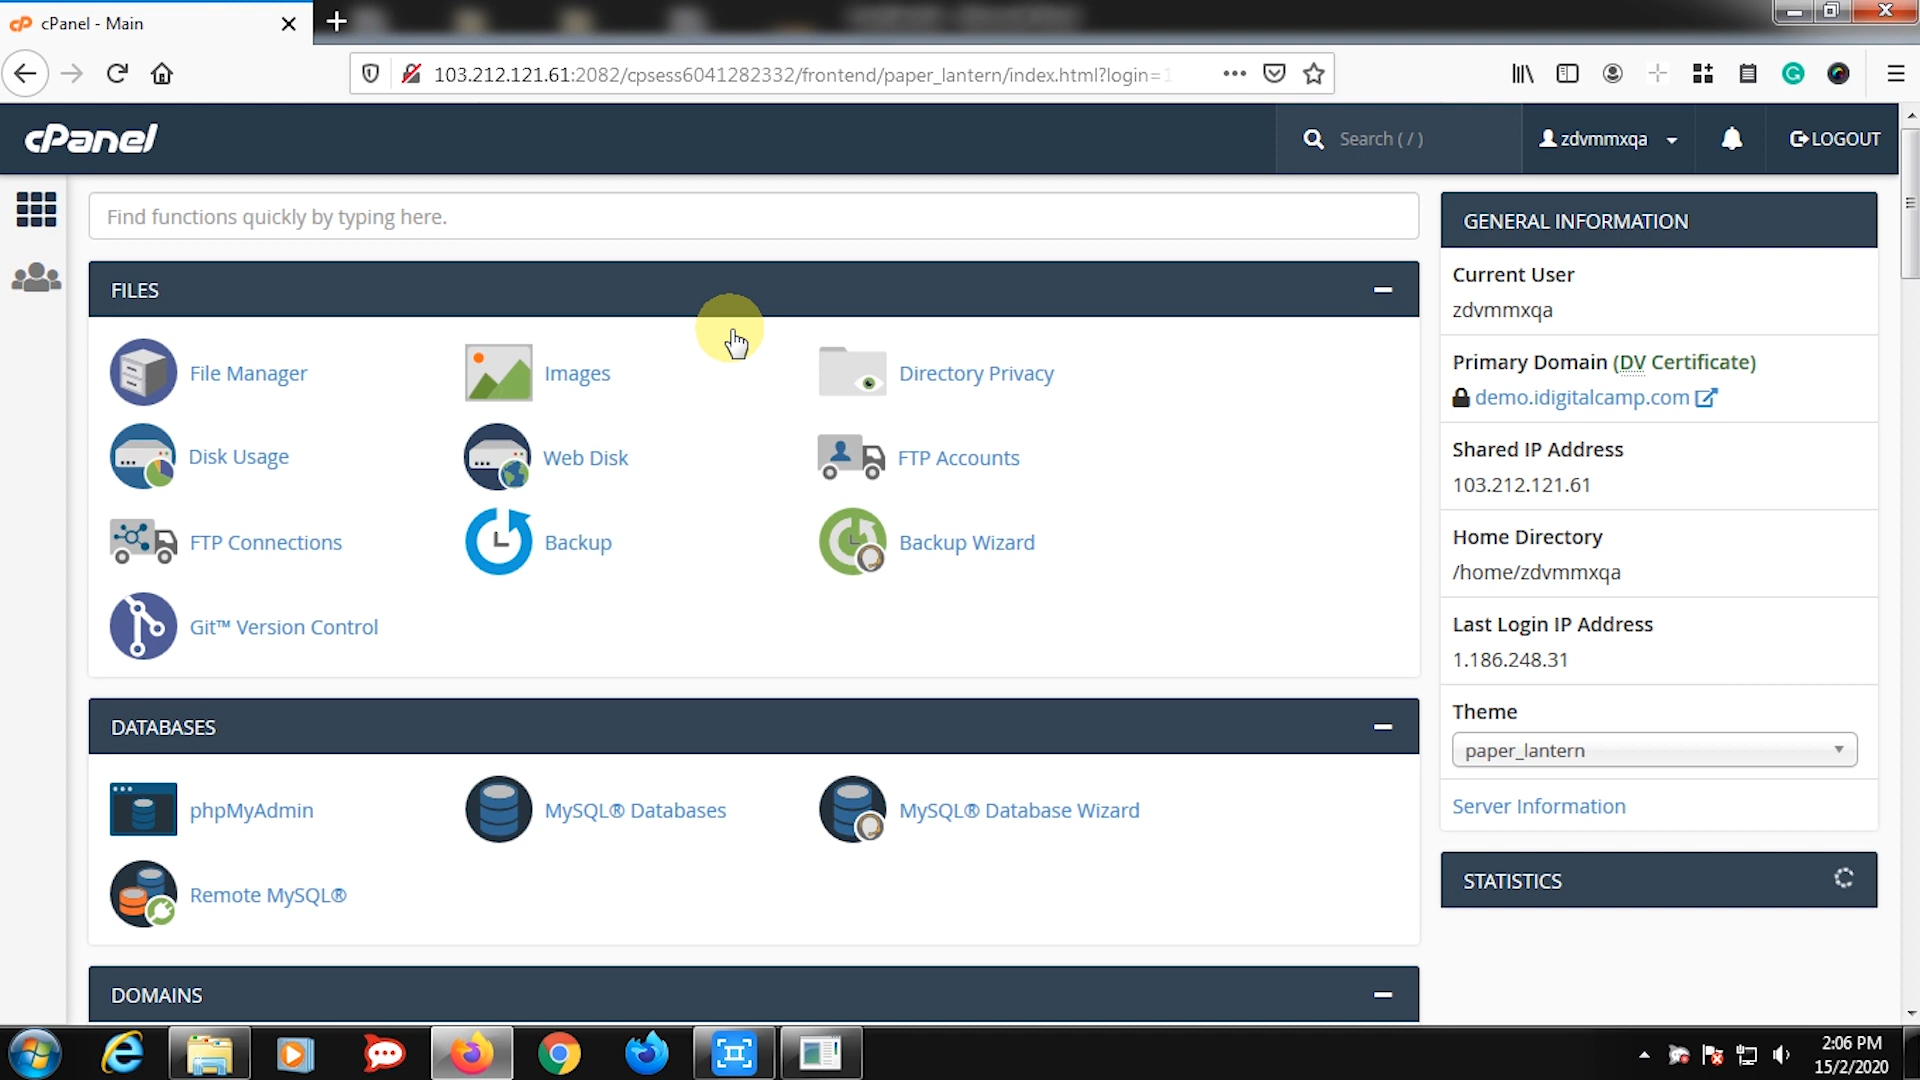 cPanel - Main
103.212.121.61:2082/cpsess6041282332/frontend/paper_lantern/index.html?login=1
cPanel
Search ( / )
zdvmmxqa
LOGOUT
Find functions quickly by typing here.
FILES
File Manager
Images
Directory Privacy
Disk Usage
Web Disk
FTP Accounts
FTP Connections
Backup
Backup Wizard
Git™ Version Control
DATABASES
phpMyAdmin
MySQL® Databases
MySQL® Database Wizard
Remote MySQL®
DOMAINS
GENERAL INFORMATION
Current User
zdvmmxqa
Primary Domain (DV Certificate)
demo.idigitalcamp.com
Shared IP Address
103.212.121.61
Home Directory
/home/zdvmmxqa
Last Login IP Address
1.186.248.31
Theme
paper_lantern
Server Information
STATISTICS
2:06 PM
15/2/2020